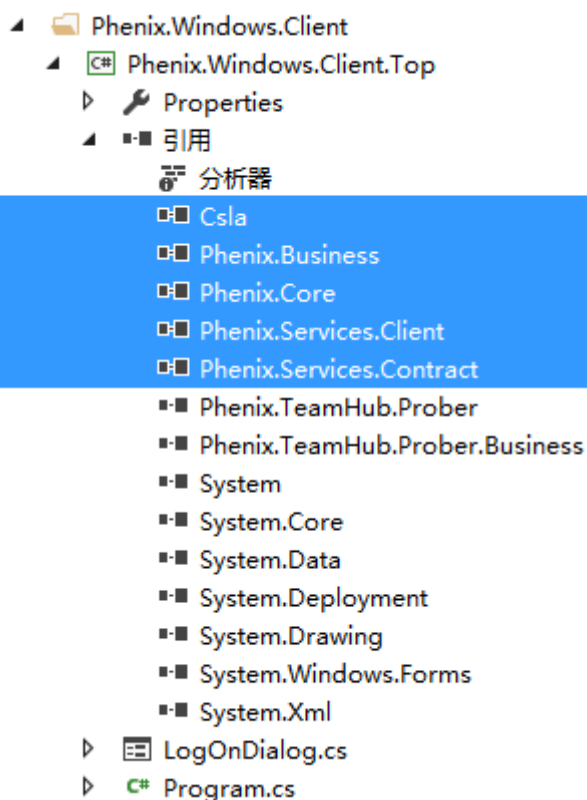 Phenix.Windows.Client
C# Phenix.Windows.Client.Top
Properties
引用
分析器
Csla
Phenix.Business
Phenix.Core
Phenix.Services.Client
Phenix.Services.Contract
Phenix.TeamHub.Prober
Phenix.TeamHub.Prober.Business
System
System.Core
System.Data
System.Deployment
System.Drawing
System.Windows.Forms
System.Xml
LogOnDialog.cs
C# Program.cs